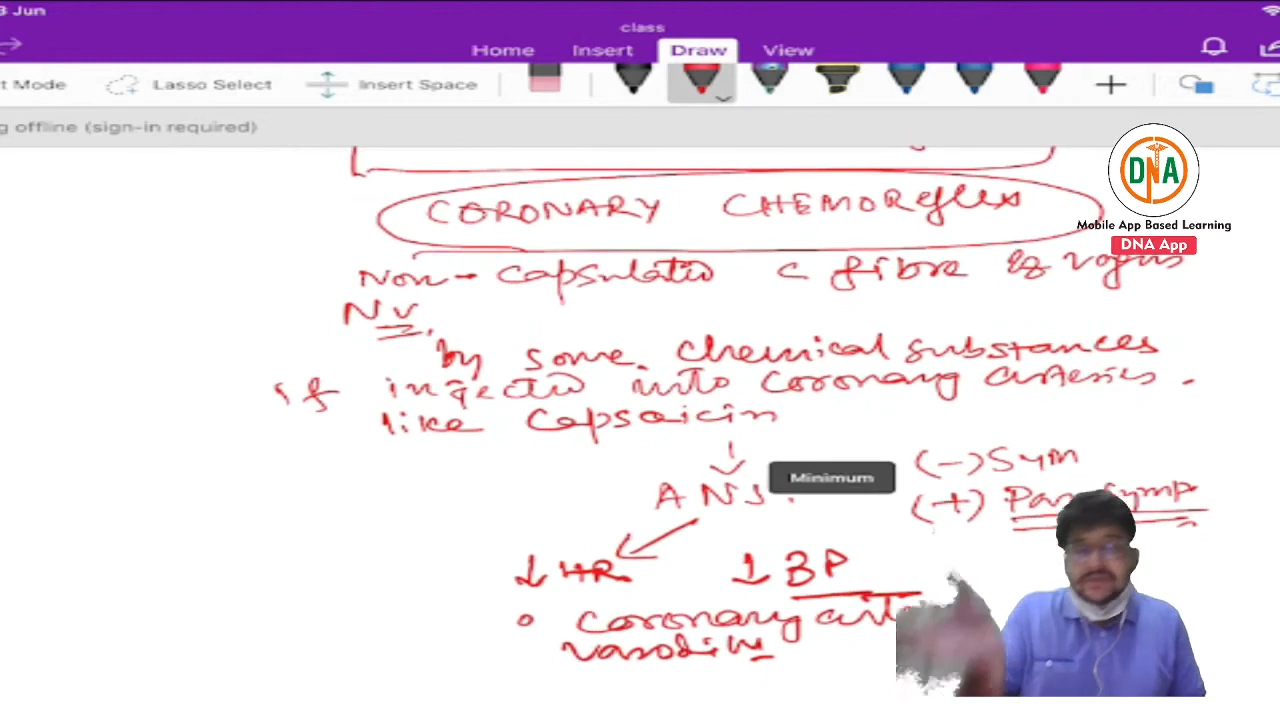 3 Jun
class
Home Insert Draw View
t Mode Lasso Select Insert Space
g offline (sign-in required)
DNA
Mobile App Based Learning
DNA App
CORONARY CHEMOReflex
Non-capsulated c fibre of vagus
Nv.
by some chemical substances
if injected into coronary arteries.
like Capsaicin
(-) Sym
Minimum
ANS.
(+) Parasymp
↓ HR ↓ BP
coronary